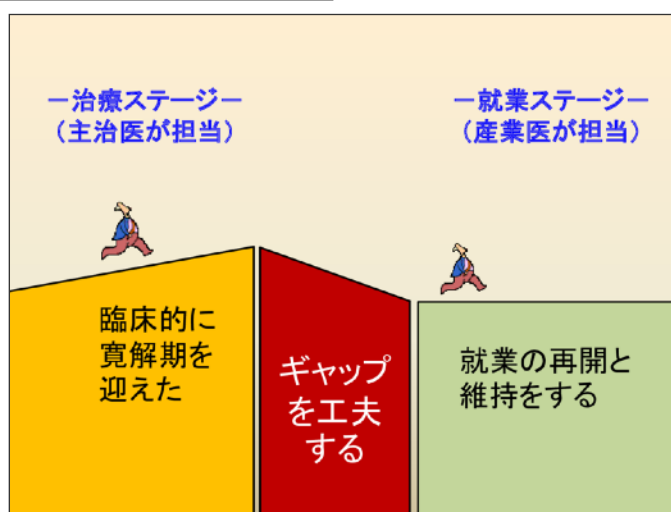 －治療ステージ－
（主治医が担当）
－就業ステージ－
（産業医が担当）
臨床的に
寛解期を
迎えた
ギャップ
を工夫
する
就業の再開と
維持をする